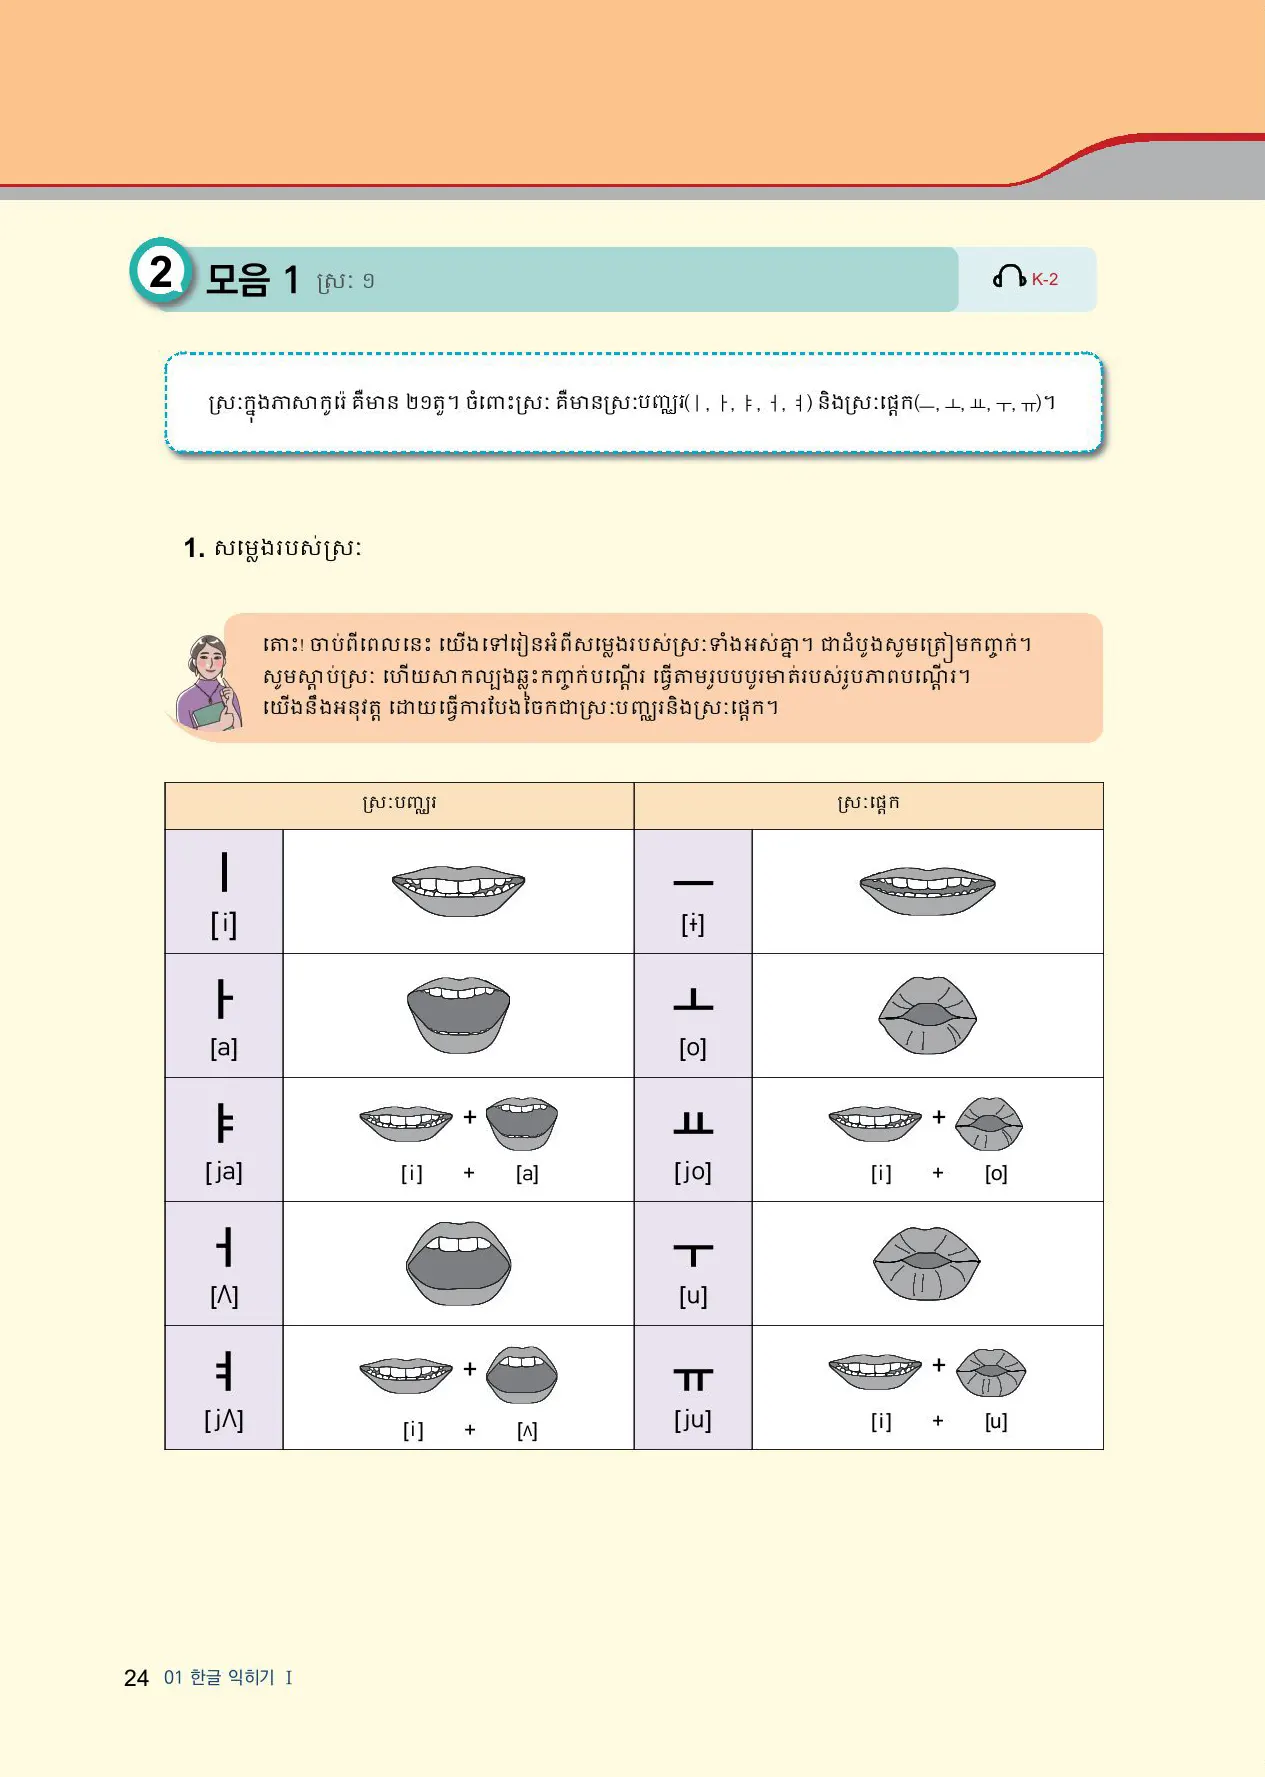 2 모음 1 ស្រៈ ១
K-2
ស្រៈក្នុងភាសាកូរ៉េ គឺមាន ២១តួ។ ចំពោះស្រៈ គឺមានស្រៈបញ្ឈរ(ㅣ, ㅏ, ㅑ, ㅓ, ㅕ) និងស្រៈផ្តេក(ㅡ, ㅗ, ㅛ, ㅜ, ㅠ)។
1. សម្លេងរបស់ស្រៈ
តោះ! ចាប់ពីពេលនេះ យើងទៅរៀនអំពីសម្លេងរបស់ស្រៈទាំងអស់គ្នា។ ជាដំបូងសូមត្រៀមកញ្ចក់។
សូមស្តាប់ស្រៈ ហើយសាកល្បងឆ្លុះកញ្ចក់បណ្តើរ ធ្វើតាមរូបបបូរមាត់របស់រូបភាពបណ្តើរ។
យើងនឹងអនុវត្ត ដោយធ្វើការបែងចែកជាស្រៈបញ្ឈរនិងស្រៈផ្តេក។
ស្រៈបញ្ឈរ ស្រៈផ្តេក
ㅣ ㅡ
[i] [ɨ]
ㅏ ㅗ
[a] [o]
ㅑ + ㅛ +
[ja] [i] + [a] [jo] [i] + [o]
ㅓ ㅜ
[ʌ] [u]
ㅕ + ㅠ +
[jʌ] [i] + [ʌ] [ju] [i] + [u]
24 01 한글 익히기 Ⅰ